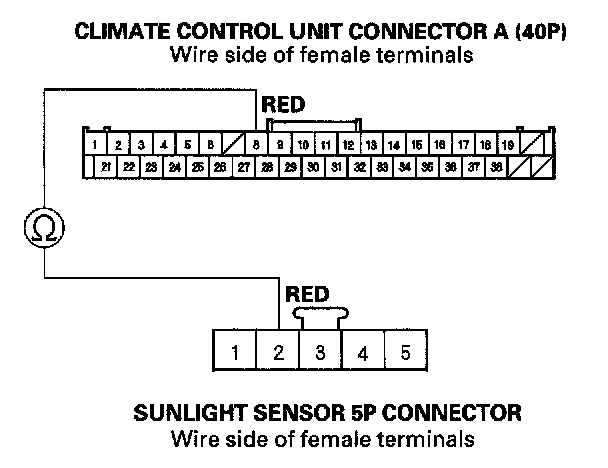 CLIMATE CONTROL UNIT CONNECTOR A (40P)
Wire side of female terminals
RED
1 2 3 4 5 6 8 9 10 11 12 13 14 15 16 17 18 19
21 22 23 24 25 26 27 28 29 30 31 32 33 34 35 36 37 38
Ω
RED
1 2 3 4 5
SUNLIGHT SENSOR 5P CONNECTOR
Wire side of female terminals